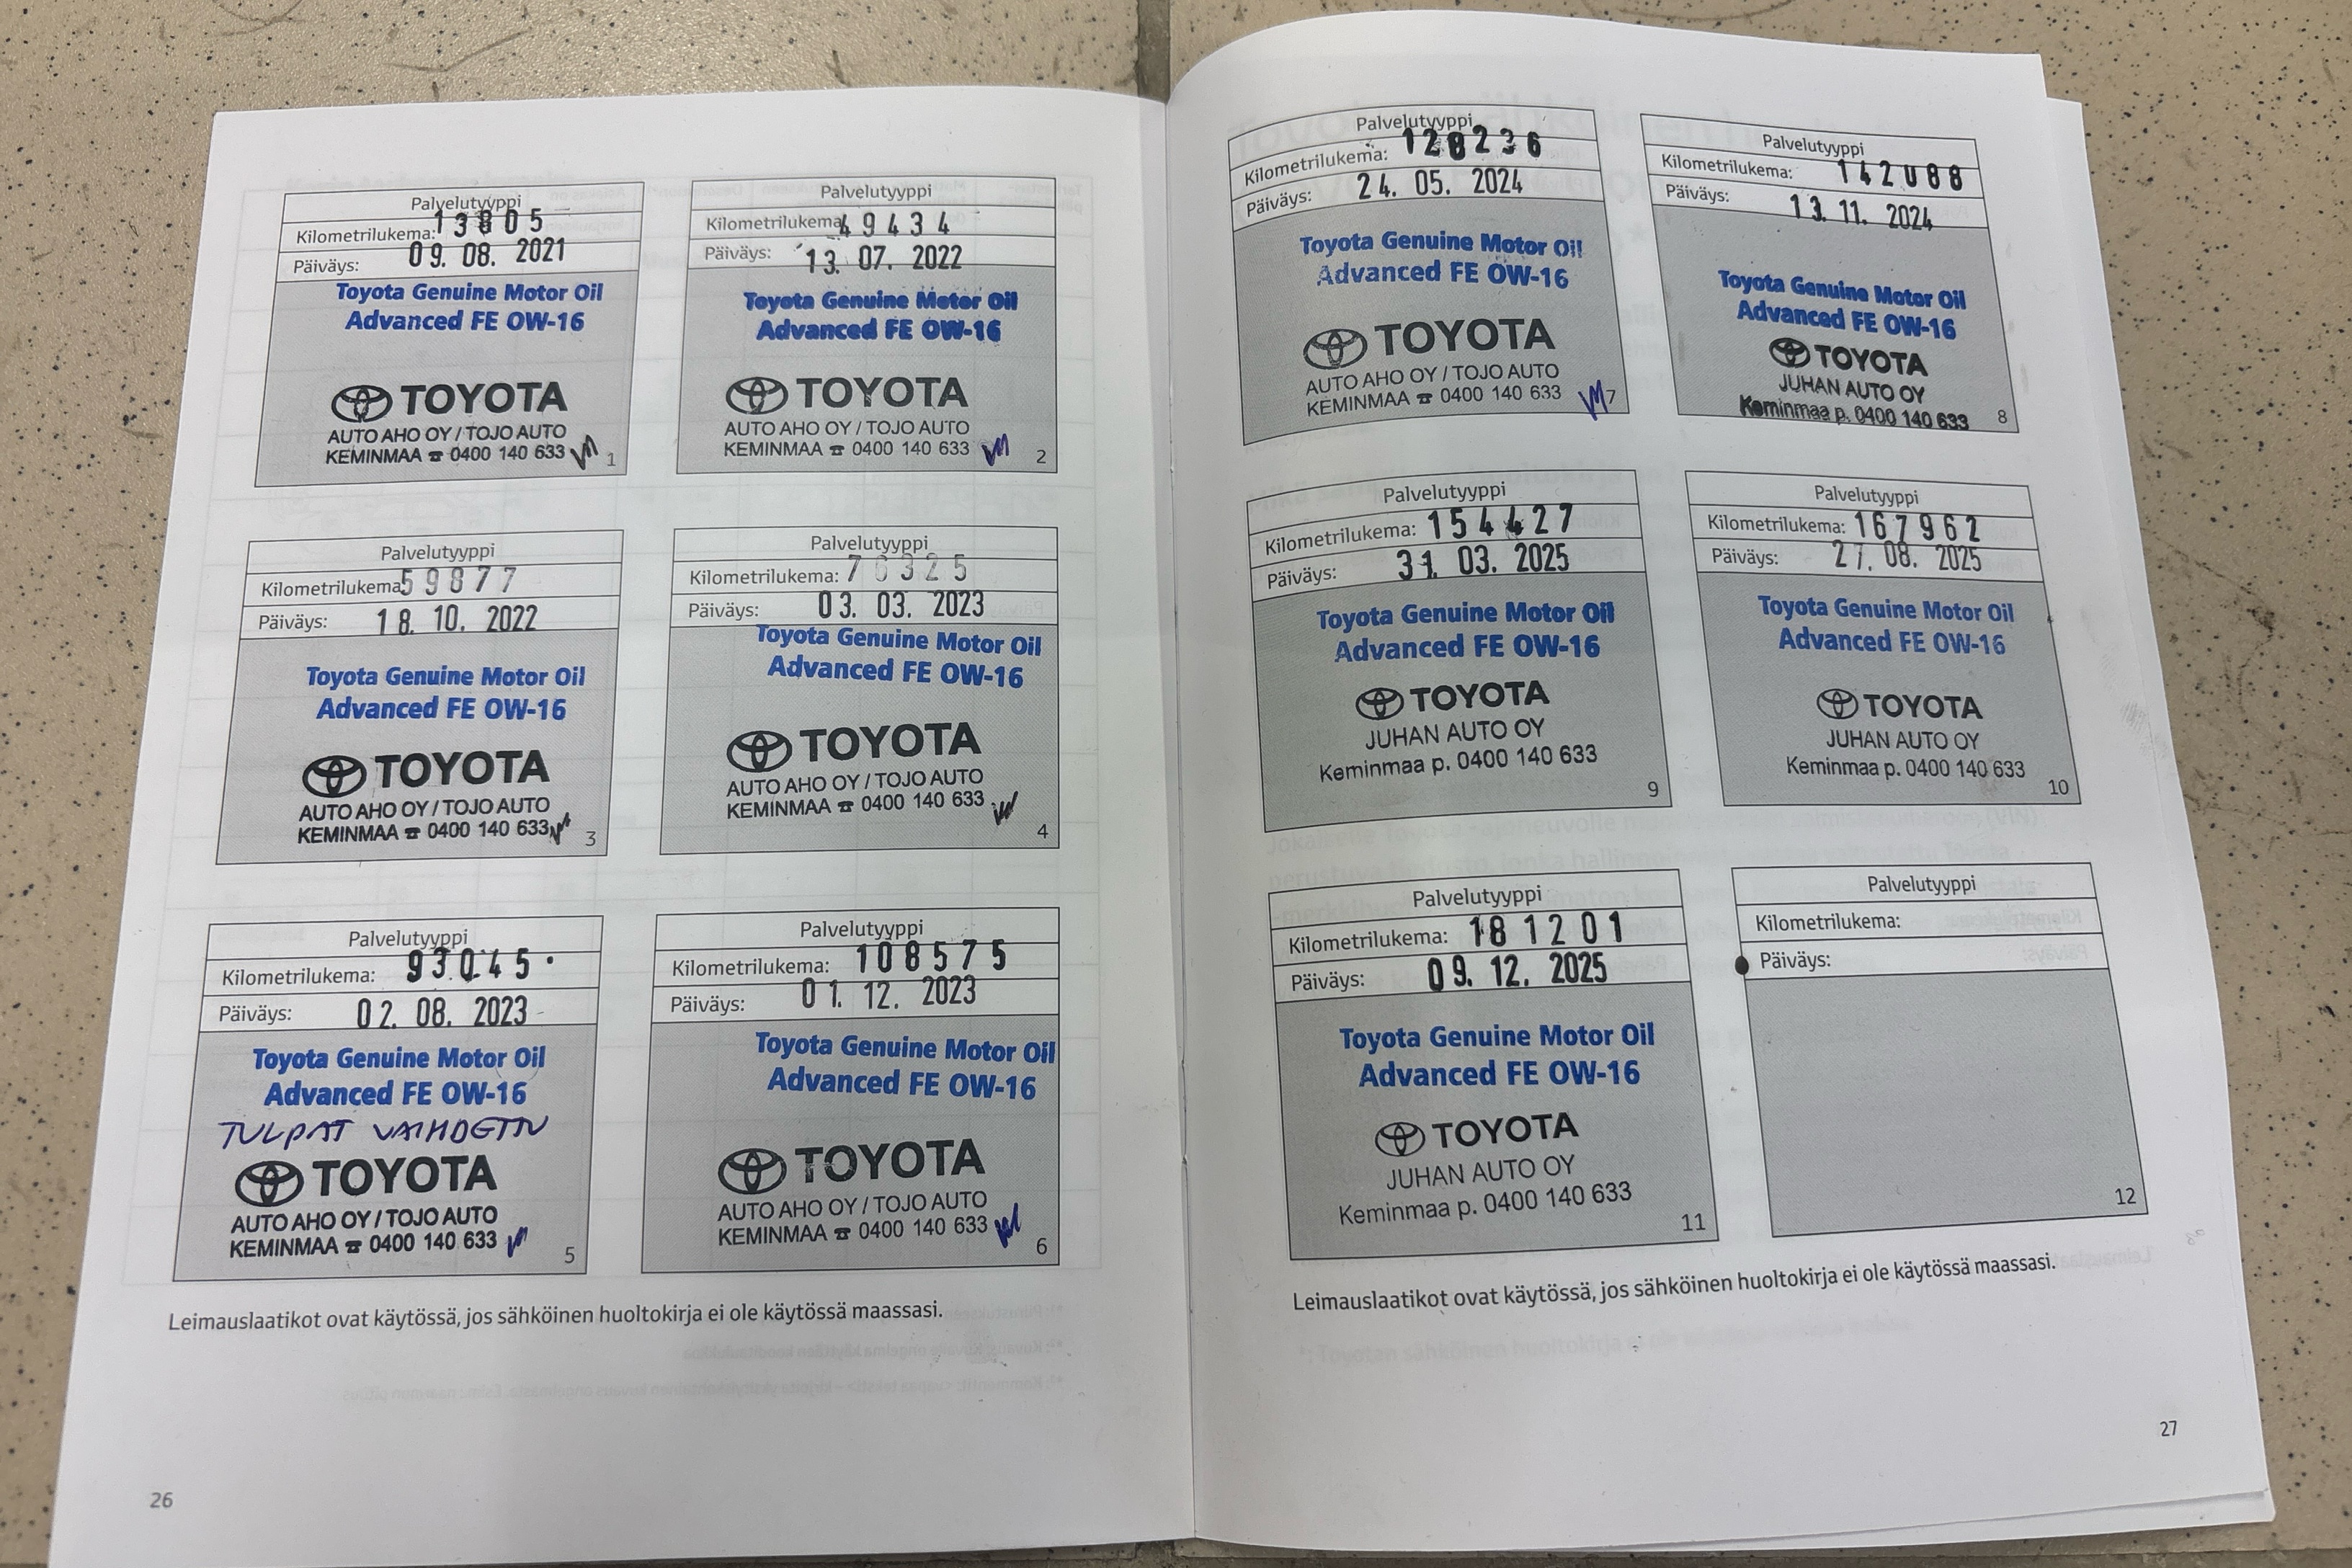 Palvelutyyppi
Kilometrilukema: 13805
Päiväys: 09. 08. 2021
Toyota Genuine Motor Oil
Advanced FE OW-16
TOYOTA
AUTO AHO OY / TOJO AUTO
KEMINMAA ☎ 0400 140 633
1
Palvelutyyppi
Kilometrilukema: 49434
Päiväys: 13. 07. 2022
Toyota Genuine Motor Oil
Advanced FE OW-16
TOYOTA
AUTO AHO OY / TOJO AUTO
KEMINMAA ☎ 0400 140 633
2
Palvelutyyppi
Kilometrilukema: 59877
Päiväys: 18. 10. 2022
Toyota Genuine Motor Oil
Advanced FE OW-16
TOYOTA
AUTO AHO OY / TOJO AUTO
KEMINMAA ☎ 0400 140 633
3
Palvelutyyppi
Kilometrilukema: 76325
Päiväys: 03. 03. 2023
Toyota Genuine Motor Oil
Advanced FE OW-16
TOYOTA
AUTO AHO OY / TOJO AUTO
KEMINMAA ☎ 0400 140 633
4
Palvelutyyppi
Kilometrilukema: 93045
Päiväys: 02. 08. 2023
Toyota Genuine Motor Oil
Advanced FE OW-16
TULPAT VAIHDETTU
TOYOTA
AUTO AHO OY / TOJO AUTO
KEMINMAA ☎ 0400 140 633
5
Palvelutyyppi
Kilometrilukema: 108575
Päiväys: 01. 12. 2023
Toyota Genuine Motor Oil
Advanced FE OW-16
TOYOTA
AUTO AHO OY / TOJO AUTO
KEMINMAA ☎ 0400 140 633
6
Leimauslaatikot ovat käytössä, jos sähköinen huoltokirja ei ole käytössä maassasi.
26
Palvelutyyppi
Kilometrilukema: 128236
Päiväys: 24. 05. 2024
Toyota Genuine Motor Oil
Advanced FE OW-16
TOYOTA
AUTO AHO OY / TOJO AUTO
KEMINMAA ☎ 0400 140 633
7
Palvelutyyppi
Kilometrilukema: 142088
Päiväys: 13. 11. 2024
Toyota Genuine Motor Oil
Advanced FE OW-16
TOYOTA
JUHAN AUTO OY
Keminmaa p. 0400 140 633
8
Palvelutyyppi
Kilometrilukema: 154427
Päiväys: 31. 03. 2025
Toyota Genuine Motor Oil
Advanced FE OW-16
TOYOTA
JUHAN AUTO OY
Keminmaa p. 0400 140 633
9
Palvelutyyppi
Kilometrilukema: 167962
Päiväys: 27. 08. 2025
Toyota Genuine Motor Oil
Advanced FE OW-16
TOYOTA
JUHAN AUTO OY
Keminmaa p. 0400 140 633
10
Palvelutyyppi
Kilometrilukema: 181201
Päiväys: 09. 12. 2025
Toyota Genuine Motor Oil
Advanced FE OW-16
TOYOTA
JUHAN AUTO OY
Keminmaa p. 0400 140 633
11
Palvelutyyppi
Kilometrilukema:
Päiväys:
12
Leimauslaatikot ovat käytössä, jos sähköinen huoltokirja ei ole käytössä maassasi.
27